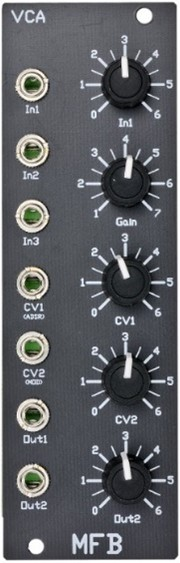 VCA
3
2 4
1 5
0 6
In1 In1
4
3 5
2 6
In2
1 7
Gain
In3
3
2 4
1 5
0 6
CV1
(ADSR)
CV1
3
2 4
1 5
CV2
(MOD)
0 6
CV2
3
2 4
Out1
1 5
0 6
Out2 Out2
MFB